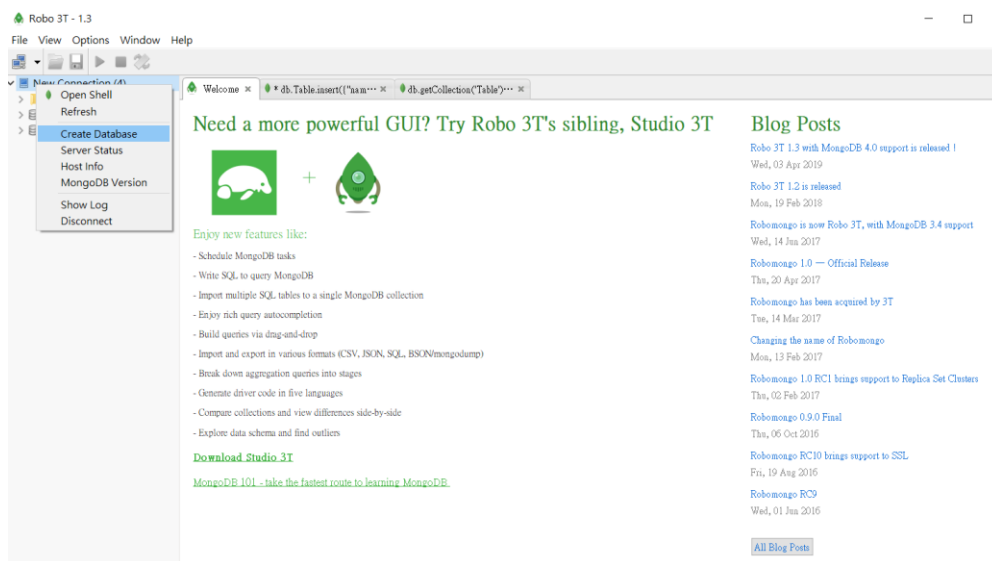 Robo 3T - 1.3
File View Options Window Help
New Connection (4)
Open Shell
Refresh
Create Database
Server Status
Host Info
MongoDB Version
Show Log
Disconnect
Welcome
* db.Table.insert({"nam···
db.getCollection('Table')···
Need a more powerful GUI? Try Robo 3T's sibling, Studio 3T
+
Enjoy new features like:
- Schedule MongoDB tasks
- Write SQL to query MongoDB
- Import multiple SQL tables to a single MongoDB collection
- Enjoy rich query autocompletion
- Build queries via drag-and-drop
- Import and export in various formats (CSV, JSON, SQL, BSON/mongodump)
- Break down aggregation queries into stages
- Generate driver code in five languages
- Compare collections and view differences side-by-side
- Explore data schema and find outliers
Download Studio 3T
MongoDB 101 - take the fastest route to learning MongoDB
Blog Posts
Robo 3T 1.3 with MongoDB 4.0 support is released !
Wed, 03 Apr 2019
Robo 3T 1.2 is released
Mon, 19 Feb 2018
Robomongo is now Robo 3T, with MongoDB 3.4 support
Wed, 14 Jun 2017
Robomongo 1.0 — Official Release
Thu, 20 Apr 2017
Robomongo has been acquired by 3T
Tue, 14 Mar 2017
Changing the name of Robomongo
Mon, 13 Feb 2017
Robomongo 1.0 RC1 brings support to Replica Set Clusters
Thu, 02 Feb 2017
Robomongo 0.9.0 Final
Thu, 06 Oct 2016
Robomongo RC10 brings support to SSL
Fri, 19 Aug 2016
Robomongo RC9
Wed, 01 Jun 2016
All Blog Posts